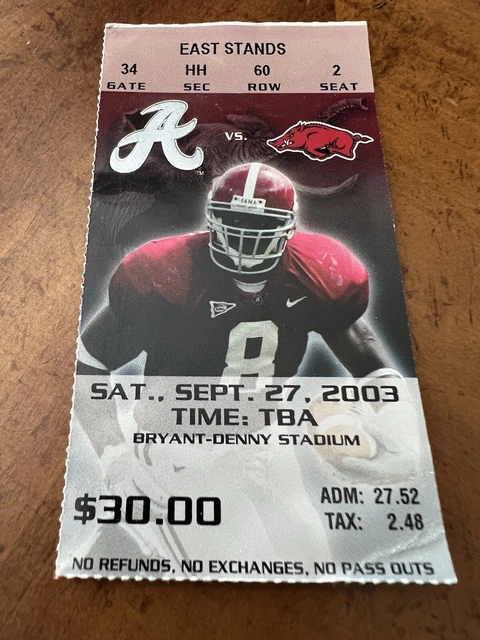 EAST STANDS
34 HH 60 2
GATE SEC ROW SEAT
A VS.
TM
BAMA
8
SAT., SEPT. 27, 2003
TIME: TBA
BRYANT-DENNY STADIUM
$30.00
ADM: 27.52
TAX: 2.48
NO REFUNDS, NO EXCHANGES, NO PASS OUTS